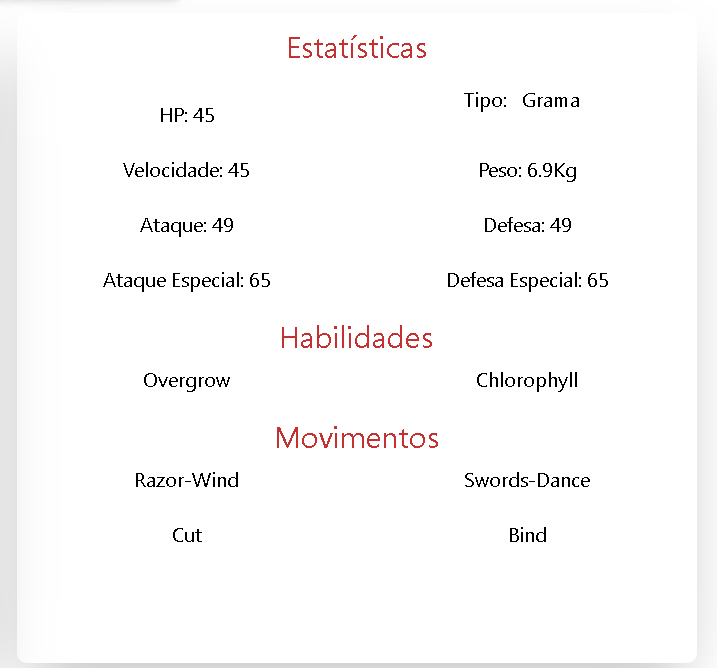 Estatísticas
HP: 45
Tipo: Grama
Velocidade: 45
Peso: 6.9Kg
Ataque: 49
Defesa: 49
Ataque Especial: 65
Defesa Especial: 65
Habilidades
Overgrow
Chlorophyll
Movimentos
Razor-Wind
Swords-Dance
Cut
Bind